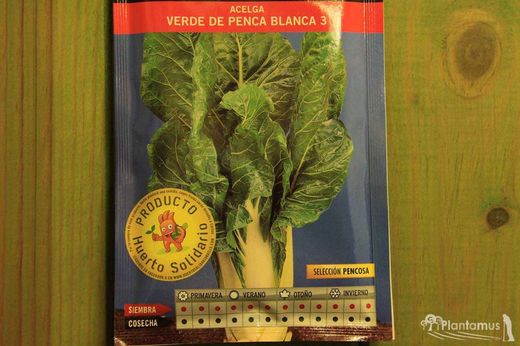 ACELGA
VERDE DE PENCA BLANCA 3
PRODUCTO
Huerto Solidario
SELECCIÓN PENCOSA
PRIMAVERA VERANO OTOÑO INVIERNO
SIEMBRA
COSECHA
Plantamus